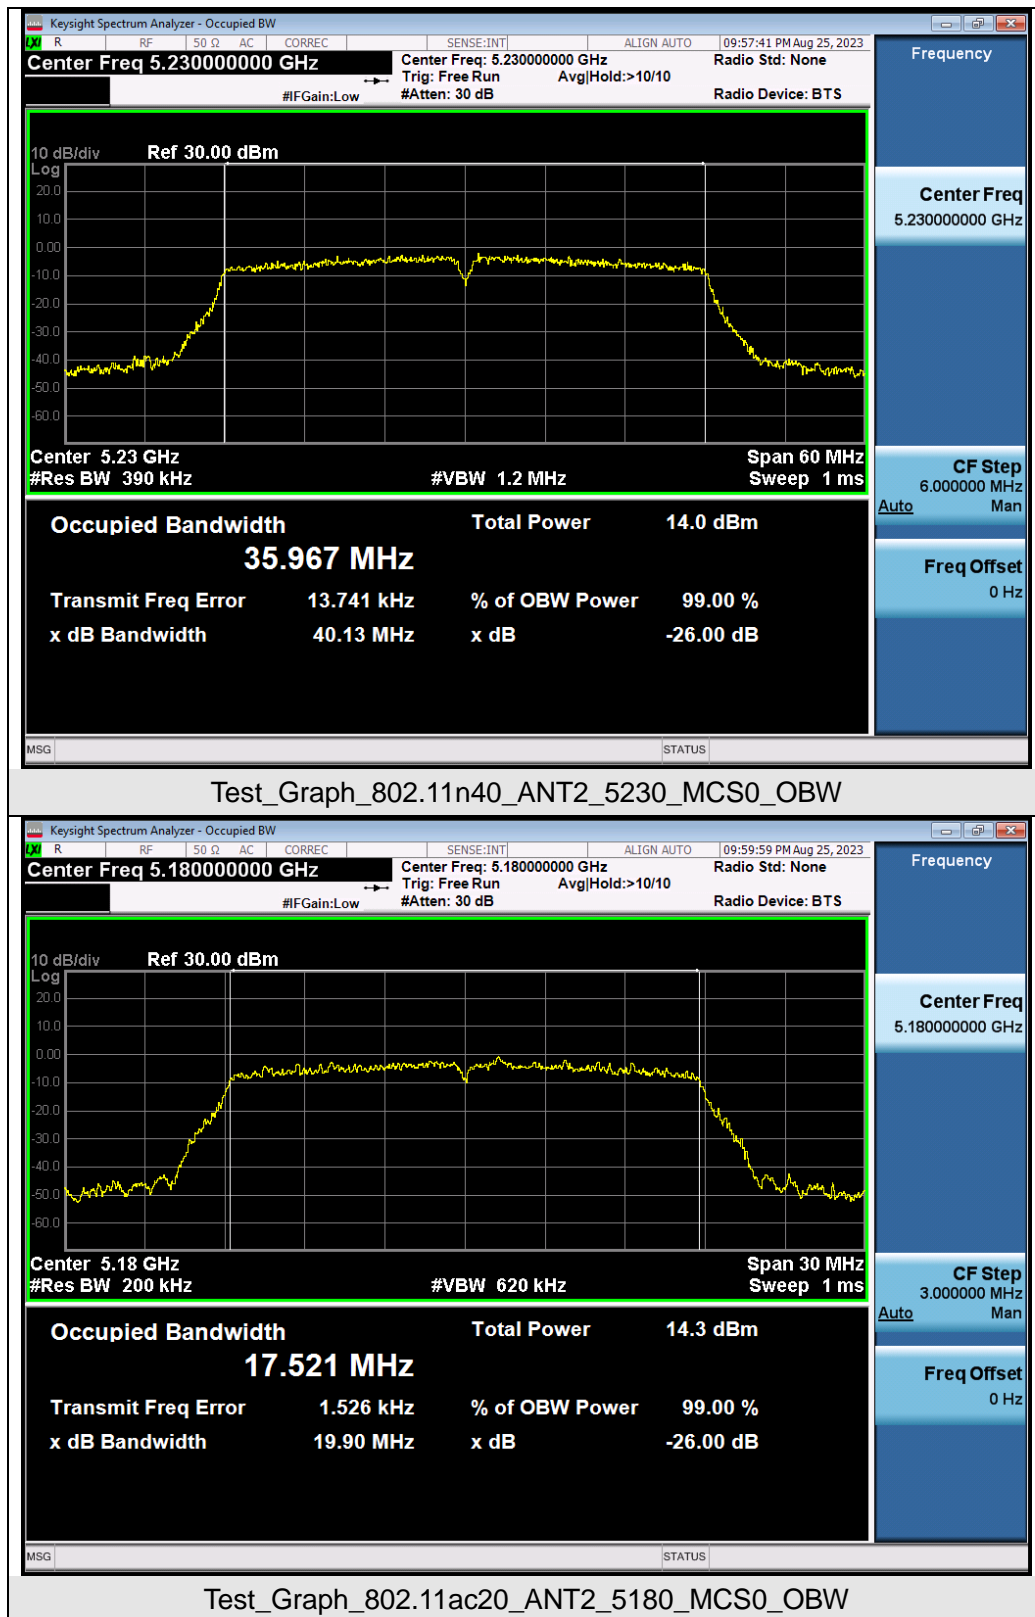 Keysight Spectrum Analyzer - Occupied BW
LXI R RF 50 Ω AC CORREC SENSE:INT ALIGN AUTO 09:57:41 PM Aug 25, 2023
Center Freq 5.230000000 GHz
Center Freq: 5.230000000 GHz
Radio Std: None
Trig: Free Run Avg|Hold:>10/10
#IFGain:Low
#Atten: 30 dB
Radio Device: BTS
Frequency
10 dB/div Ref 30.00 dBm
Log
20.0
10.0
0.00
-10.0
-20.0
-30.0
-40.0
-50.0
-60.0
Center Freq
5.230000000 GHz
Center 5.23 GHz
Span 60 MHz
#Res BW 390 kHz
#VBW 1.2 MHz
Sweep 1 ms
CF Step
6.000000 MHz
Auto Man
Freq Offset
0 Hz
Occupied Bandwidth
Total Power 14.0 dBm
35.967 MHz
Transmit Freq Error 13.741 kHz
% of OBW Power 99.00 %
x dB Bandwidth 40.13 MHz
x dB -26.00 dB
MSG
STATUS
Test_Graph_802.11n40_ANT2_5230_MCS0_OBW
Keysight Spectrum Analyzer - Occupied BW
LXI R RF 50 Ω AC CORREC SENSE:INT ALIGN AUTO 09:59:59 PM Aug 25, 2023
Center Freq 5.180000000 GHz
Center Freq: 5.180000000 GHz
Radio Std: None
Trig: Free Run Avg|Hold:>10/10
#IFGain:Low
#Atten: 30 dB
Radio Device: BTS
Frequency
10 dB/div Ref 30.00 dBm
Log
20.0
10.0
0.00
-10.0
-20.0
-30.0
-40.0
-50.0
-60.0
Center Freq
5.180000000 GHz
Center 5.18 GHz
Span 30 MHz
#Res BW 200 kHz
#VBW 620 kHz
Sweep 1 ms
CF Step
3.000000 MHz
Auto Man
Freq Offset
0 Hz
Occupied Bandwidth
Total Power 14.3 dBm
17.521 MHz
Transmit Freq Error 1.526 kHz
% of OBW Power 99.00 %
x dB Bandwidth 19.90 MHz
x dB -26.00 dB
MSG
STATUS
Test_Graph_802.11ac20_ANT2_5180_MCS0_OBW